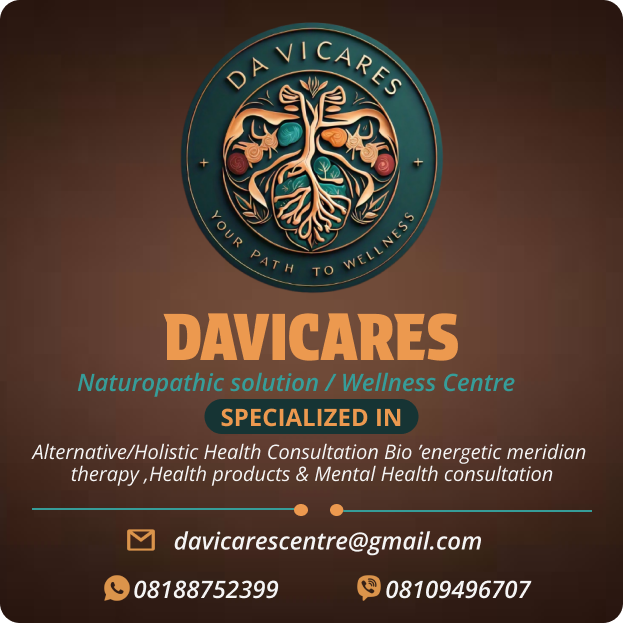 DA VICARES
YOUR PATH TO WELLNESS
DAVICARES
Naturopathic solution / Wellness Centre
SPECIALIZED IN
Alternative/Holistic Health Consultation Bio ’energetic meridian
therapy ,Health products & Mental Health consultation
davicarescentre@gmail.com
08188752399
08109496707